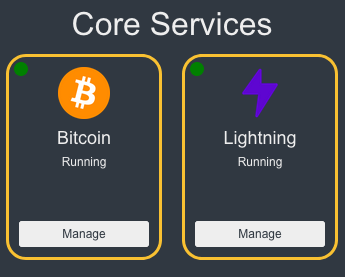 Core Services
Bitcoin
Running
Manage
Lightning
Running
Manage